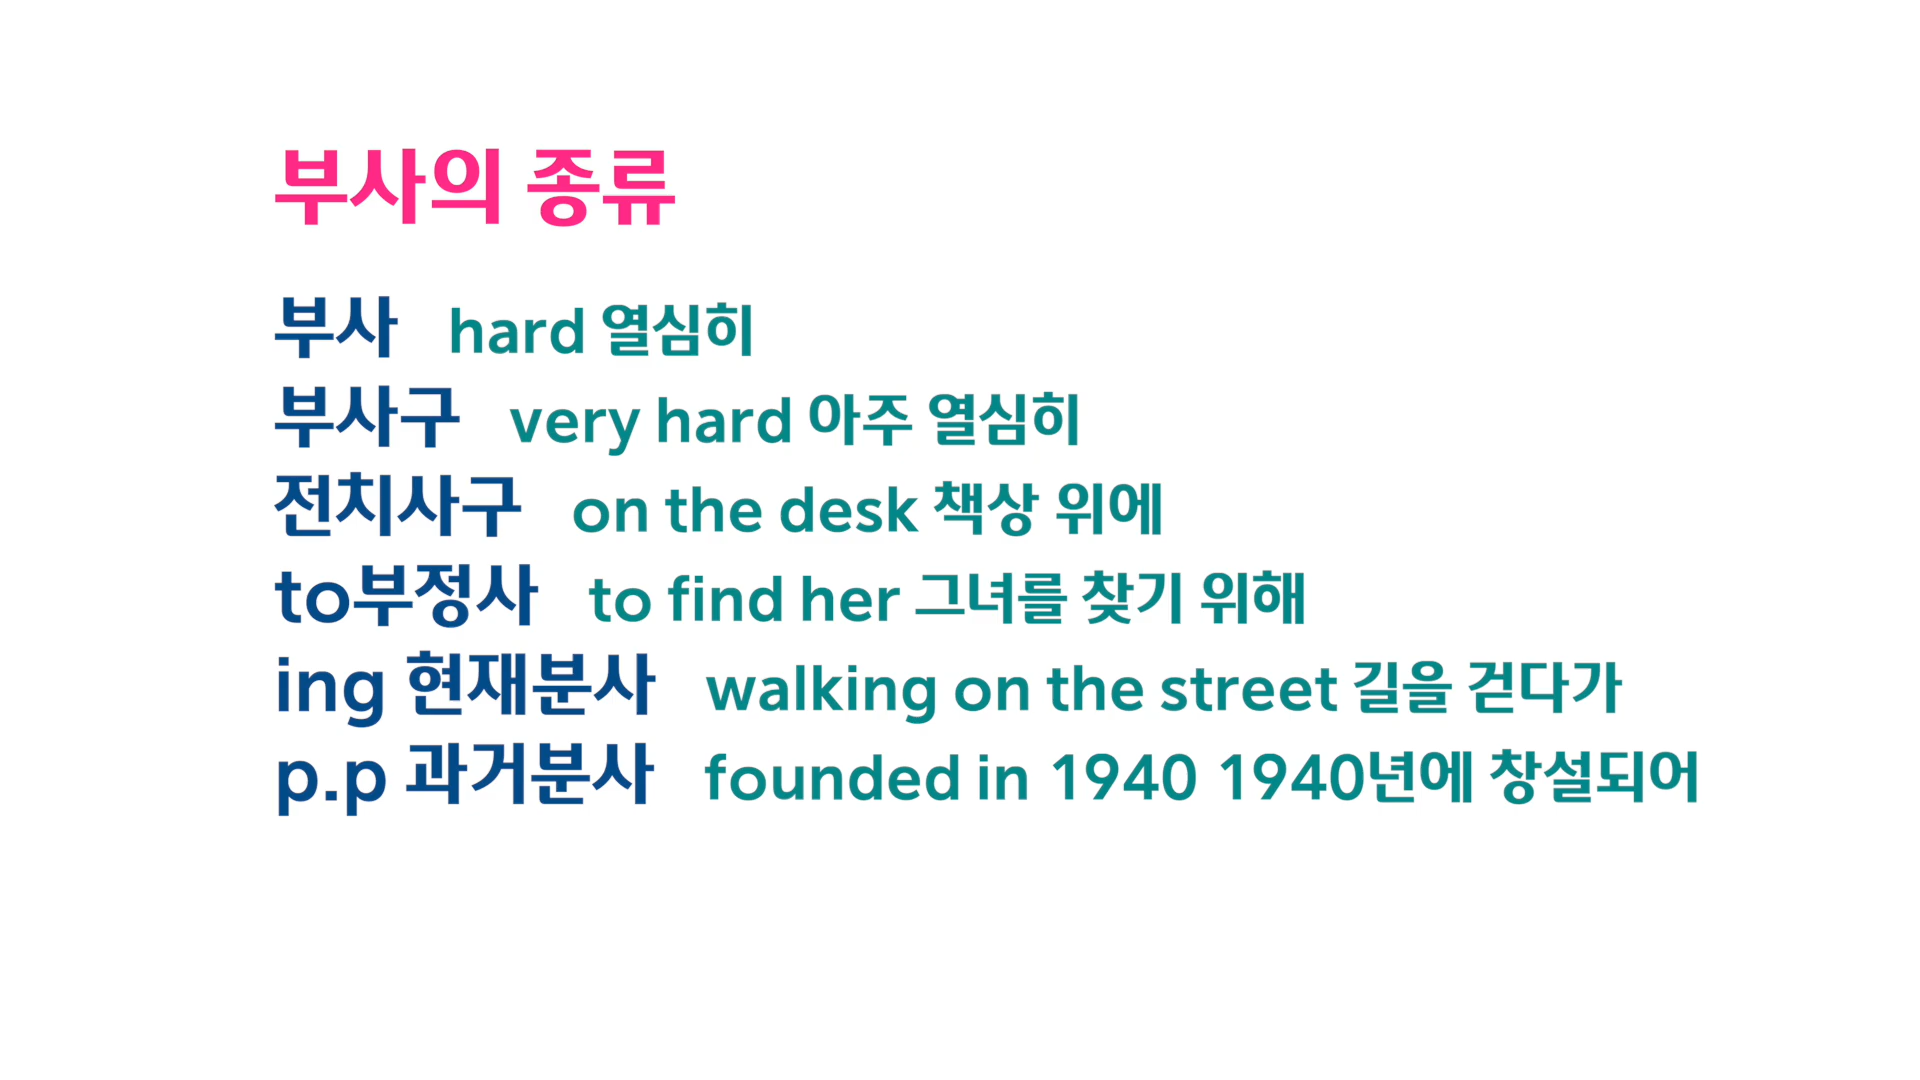 부사의 종류
부사 hard 열심히
부사구 very hard 아주 열심히
전치사구 on the desk 책상 위에
to부정사 to find her 그녀를 찾기 위해
ing 현재분사 walking on the street 길을 걷다가
p.p 과거분사 founded in 1940 1940년에 창설되어